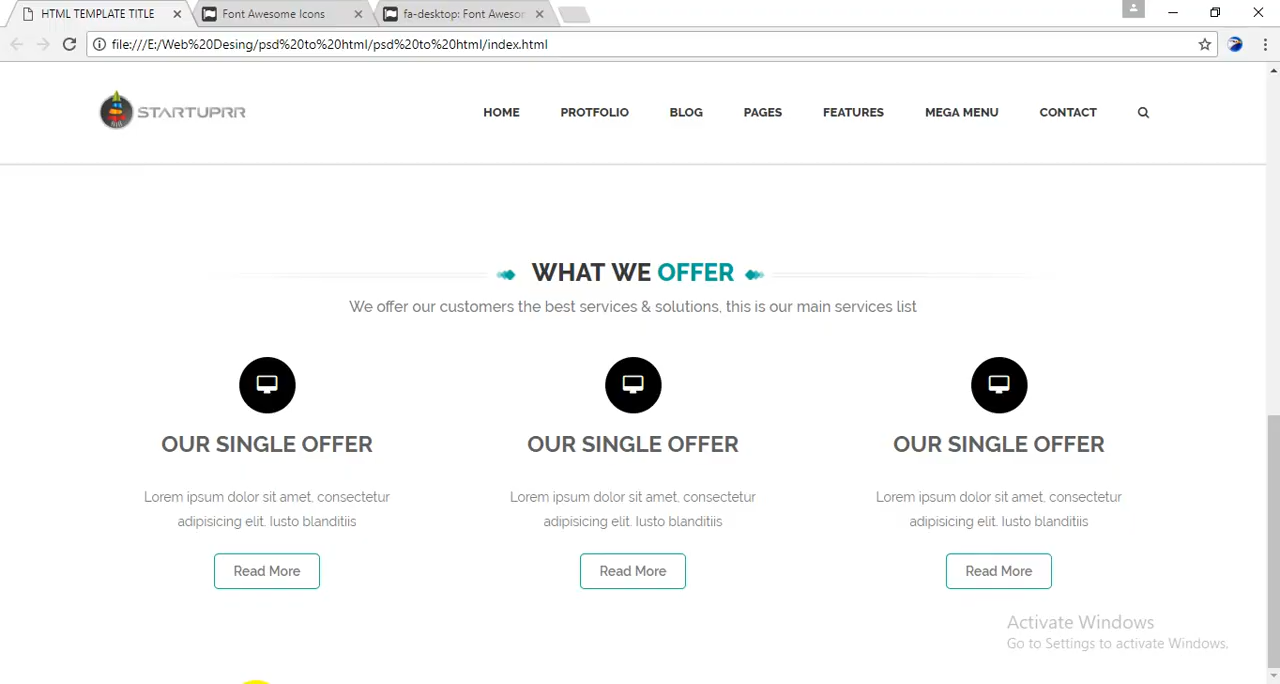 HTML TEMPLATE TITLE
Font Awesome Icons
fa-desktop: Font Awesor
file:///E:/Web%20Desing/psd%20to%20html/psd%20to%20html/index.html
STARTUPRR
HOME PROTFOLIO BLOG PAGES FEATURES MEGA MENU CONTACT
WHAT WE OFFER
We offer our customers the best services & solutions, this is our main services list
OUR SINGLE OFFER
Lorem ipsum dolor sit amet, consectetur
adipisicing elit. Iusto blanditiis
Read More
OUR SINGLE OFFER
Lorem ipsum dolor sit amet, consectetur
adipisicing elit. Iusto blanditiis
Read More
OUR SINGLE OFFER
Lorem ipsum dolor sit amet, consectetur
adipisicing elit. Iusto blanditiis
Read More
Activate Windows
Go to Settings to activate Windows.